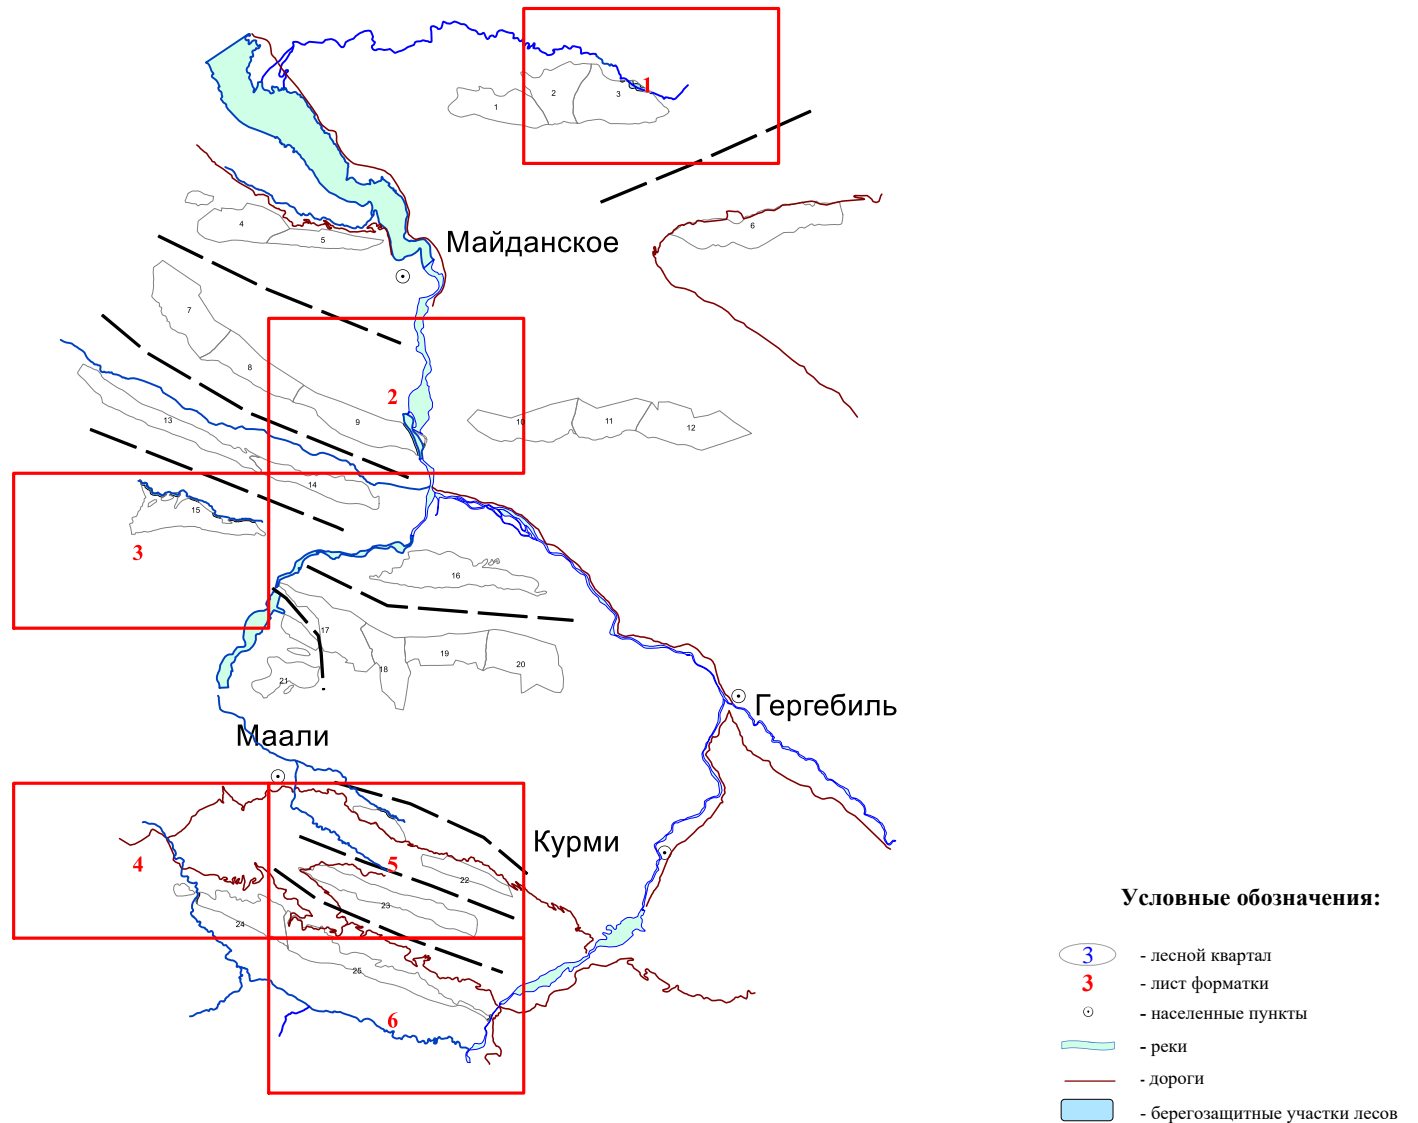 1
1
2
3
4
5
Майданское
6
7
8
2
9
10
11
12
13
14
15
3
16
17
18
19
20
21
Гергебиль
Маали
Курми
4
5
22
23
24
25
6
Условные обозначения:
3 - лесной квартал
3 - лист форматки
- населенные пункты
- реки
- дороги
- берегозащитные участки лесов